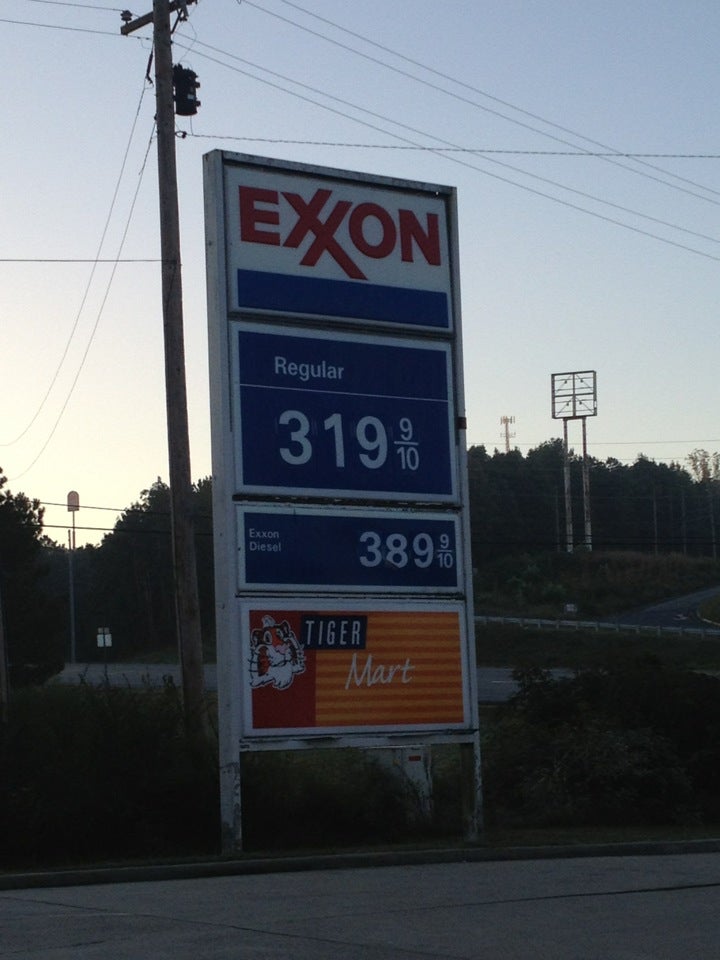 EXXON
Regular
319 9/10
Exxon
Diesel
389 9/10
TIGER
Mart